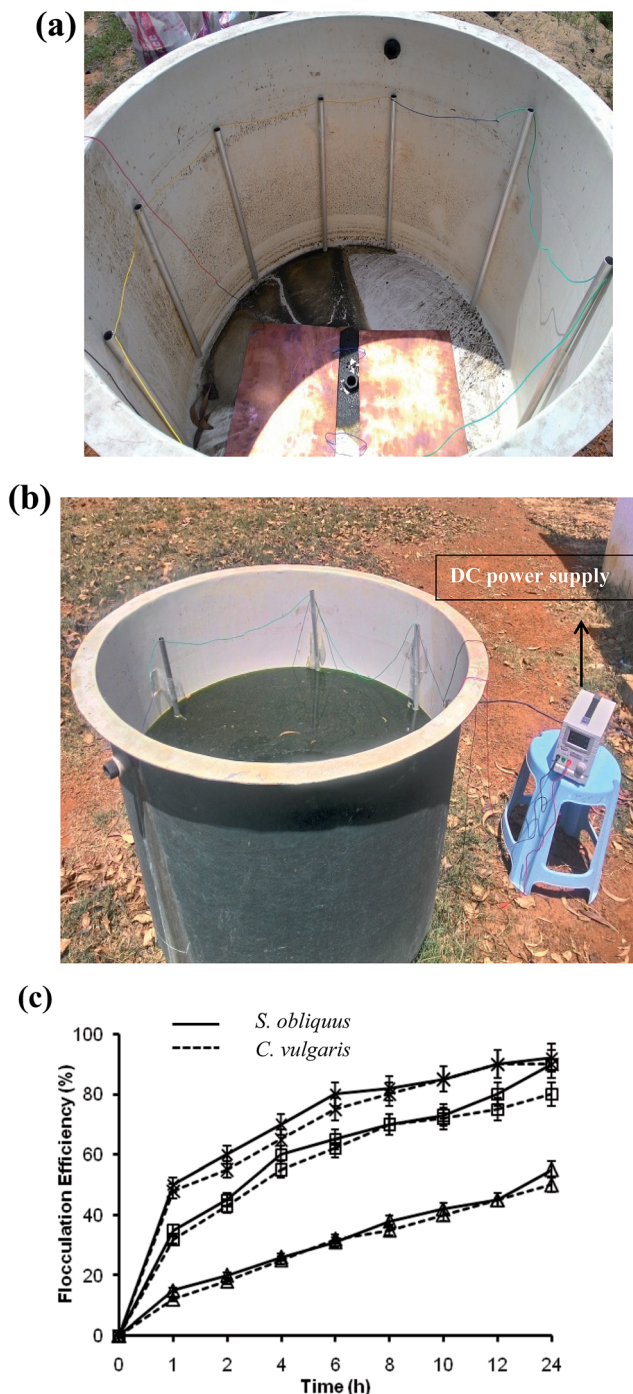 (a)
(b)
DC power supply
(c)
S. obliquus
C. vulgaris
Flocculation Efficiency (%)
100
80
60
40
20
0
0 1 2 4 6 8 10 12 24
Time (h)